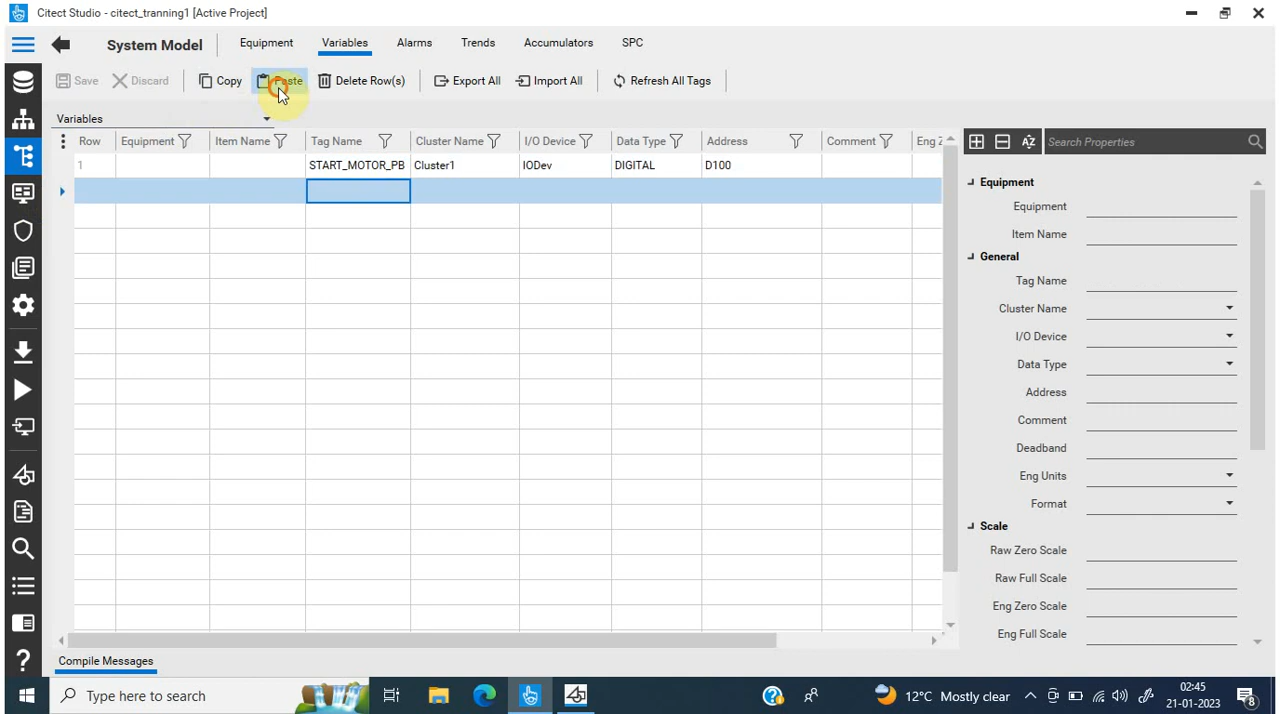 Citect Studio - citect_tranning1 [Active Project]
System Model Equipment Variables Alarms Trends Accumulators SPC
Save Discard Copy Paste Delete Row(s) Export All Import All Refresh All Tags
Variables
Row Equipment Item Name Tag Name Cluster Name I/O Device Data Type Address Comment Eng Z
1 START_MOTOR_PB Cluster1 IODev DIGITAL D100
Search Properties
Equipment
Equipment
Item Name
General
Tag Name
Cluster Name
I/O Device
Data Type
Address
Comment
Deadband
Eng Units
Format
Scale
Raw Zero Scale
Raw Full Scale
Eng Zero Scale
Eng Full Scale
Compile Messages
Type here to search
12°C Mostly clear
02:45
21-01-2023
8